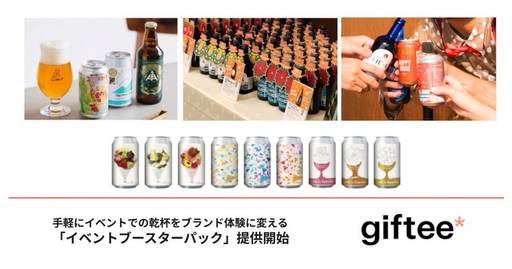 手軽にイベントでの乾杯をブランド体験に変える
「イベントブースターパック」提供開始
giftee*